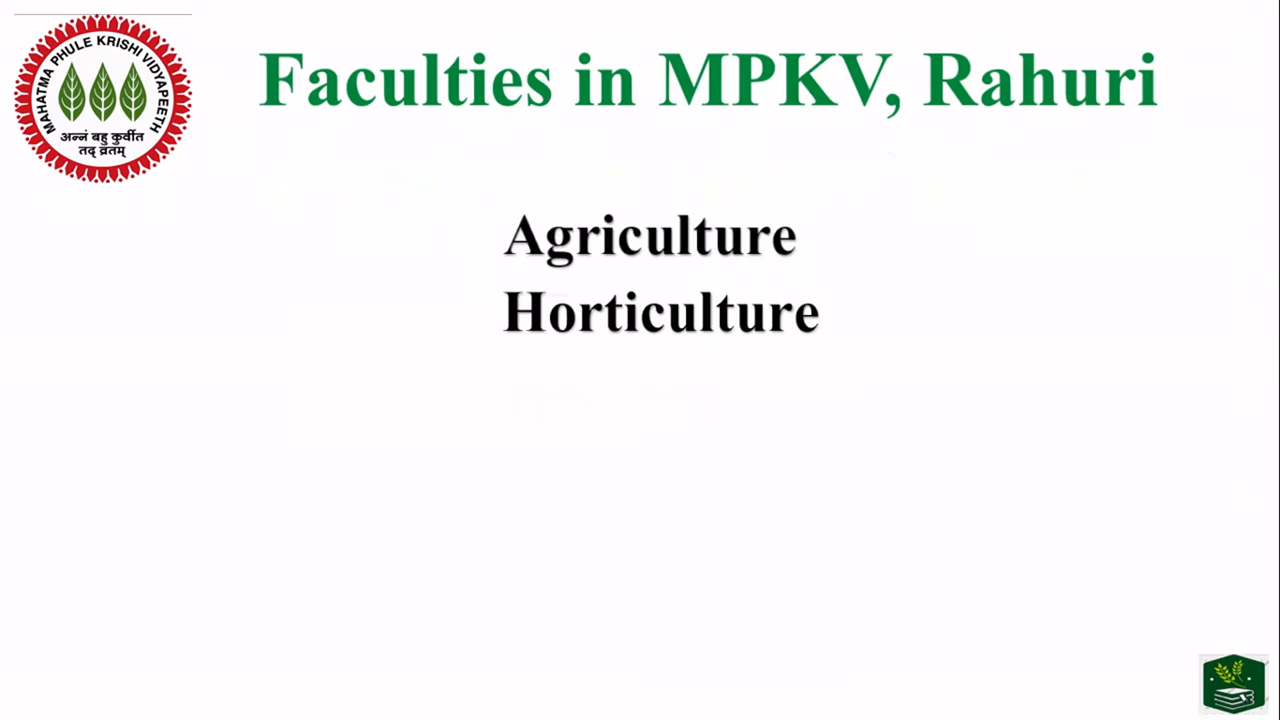 MAHATMA PHULE KRISHI VIDYAPEETH
अन्नं बहु कुर्वीत
तद् व्रतम्
Faculties in MPKV, Rahuri
Agriculture
Horticulture